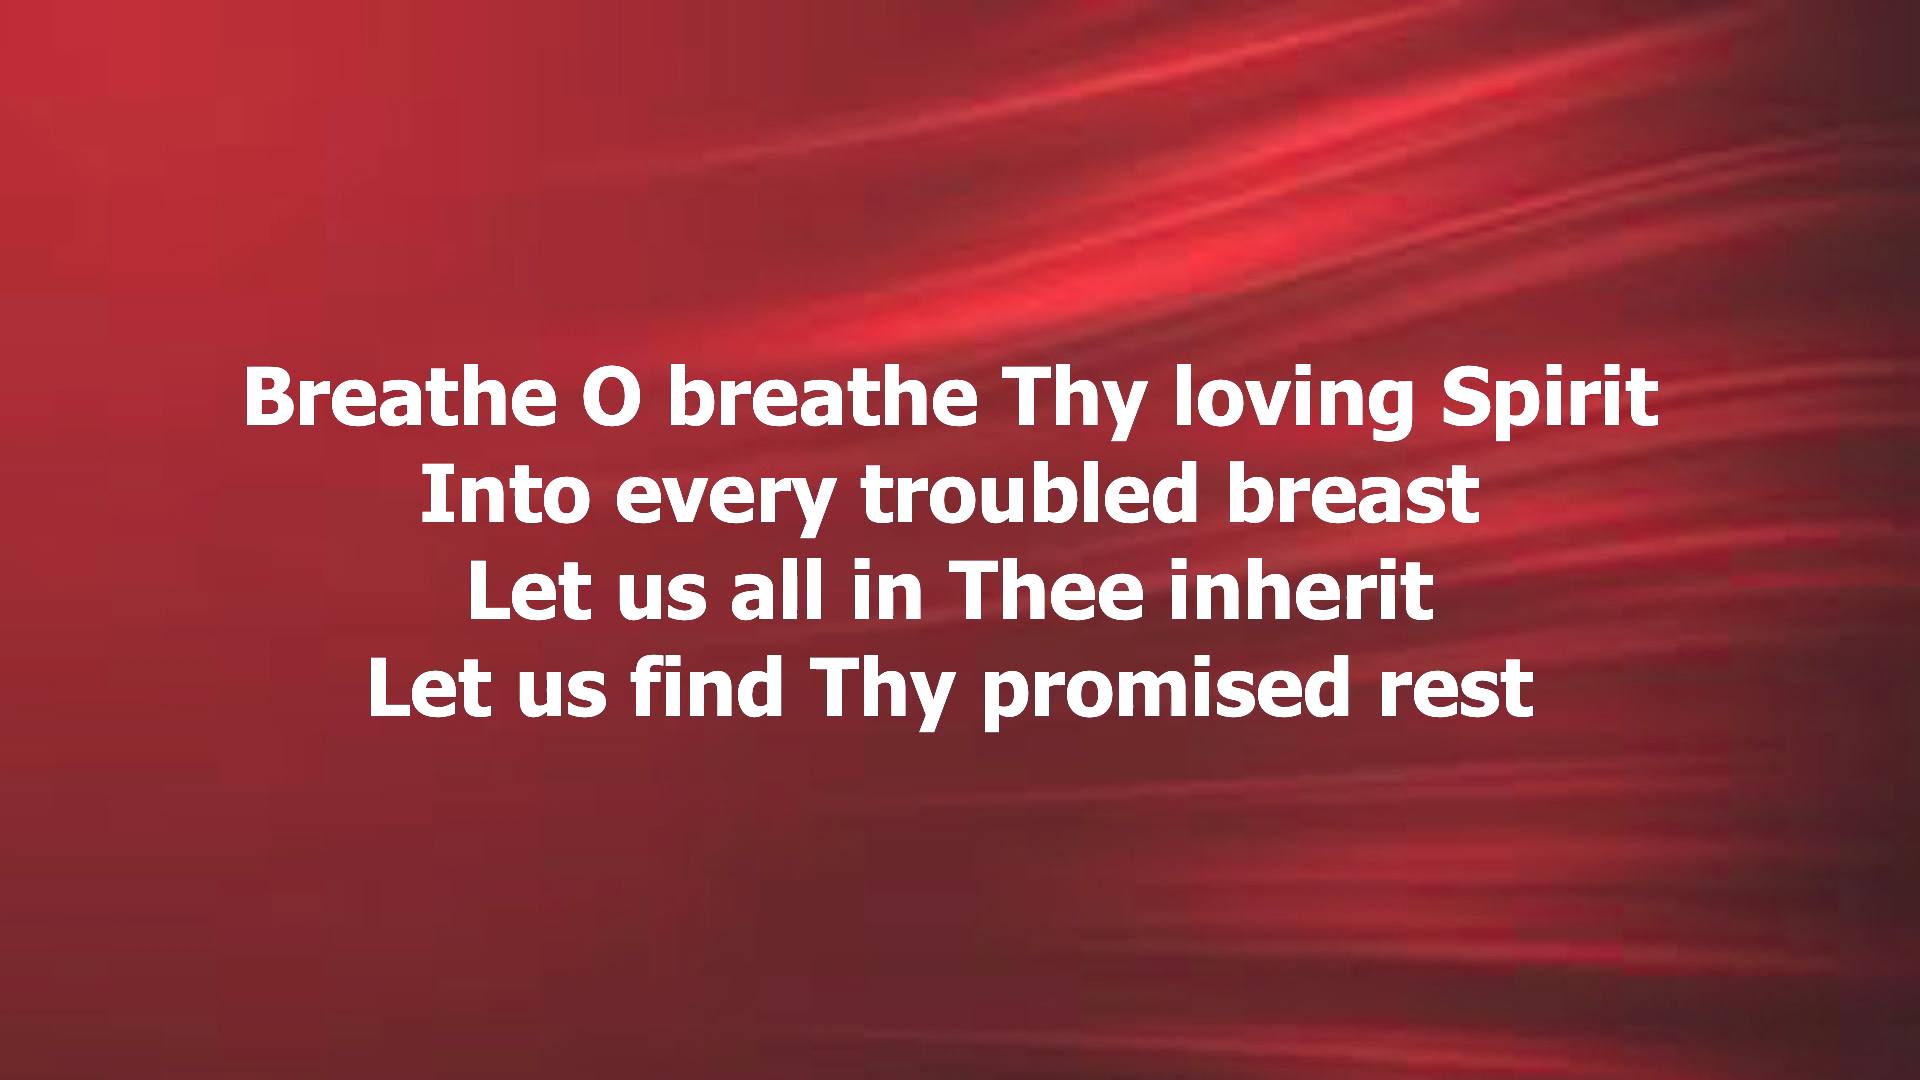 Breathe O breathe Thy loving Spirit
Into every troubled breast
Let us all in Thee inherit
Let us find Thy promised rest